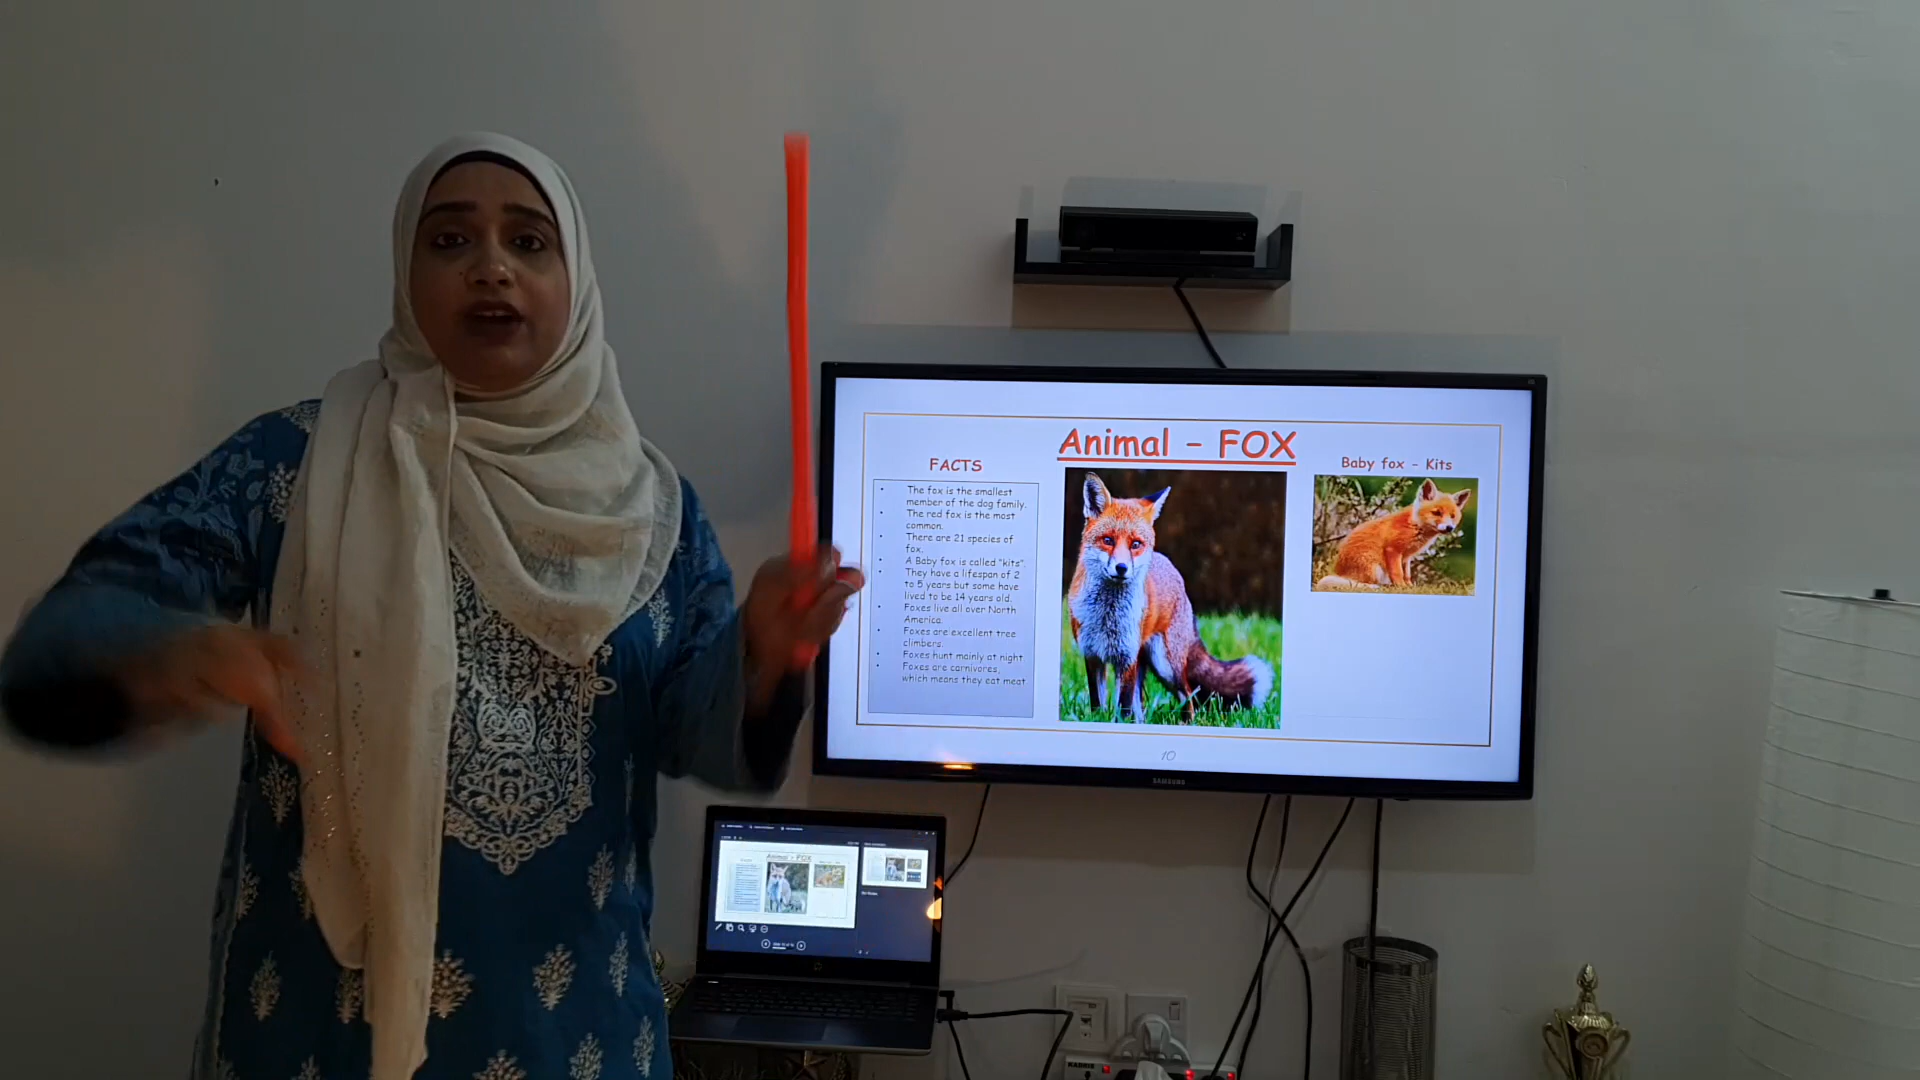 Animal - FOX
FACTS
Baby fox - Kits
• The fox is the smallest
member of the dog family.
• The red fox is the most
common.
• There are 21 species of
fox.
• A Baby fox is called "kits".
• They have a lifespan of 2
to 5 years but some have
lived to be 14 years old.
• Foxes live all over North
America.
• Foxes are excellent tree
climbers.
• Foxes hunt mainly at night
• Foxes are carnivores,
which means they eat meat
10
SAMSUNG
Animal - FOX